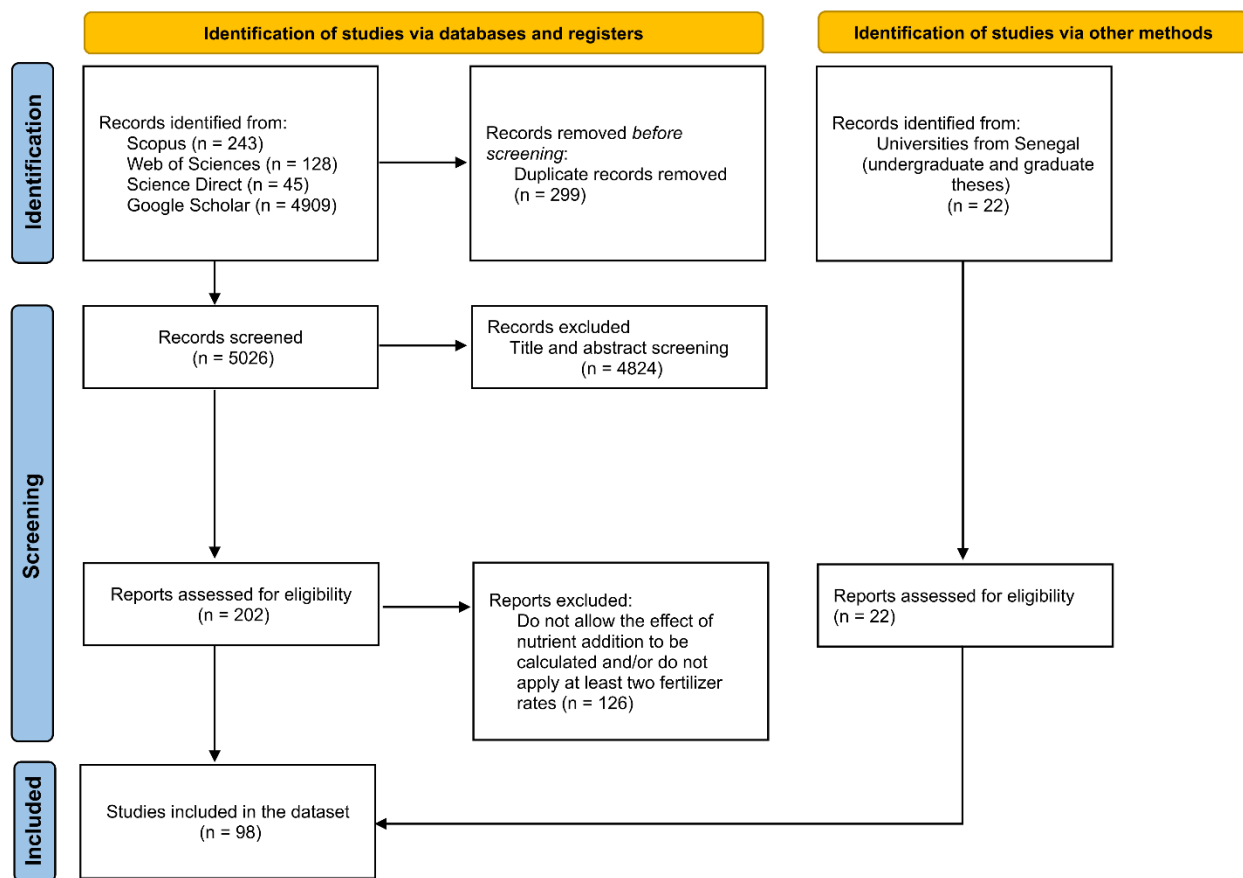 Identification of studies via databases and registers
Identification of studies via other methods
Identification
Records identified from:
Scopus (n = 243)
Web of Sciences (n = 128)
Science Direct (n = 45)
Google Scholar (n = 4909)
Records removed before
screening:
Duplicate records removed
(n = 299)
Records identified from:
Universities from Senegal
(undergraduate and graduate
theses)
(n = 22)
Screening
Records screened
(n = 5026)
Records excluded
Title and abstract screening
(n = 4824)
Reports assessed for eligibility
(n = 202)
Reports excluded:
Do not allow the effect of
nutrient addition to be
calculated and/or do not
apply at least two fertilizer
rates (n = 126)
Reports assessed for eligibility
(n = 22)
Included
Studies included in the dataset
(n = 98)